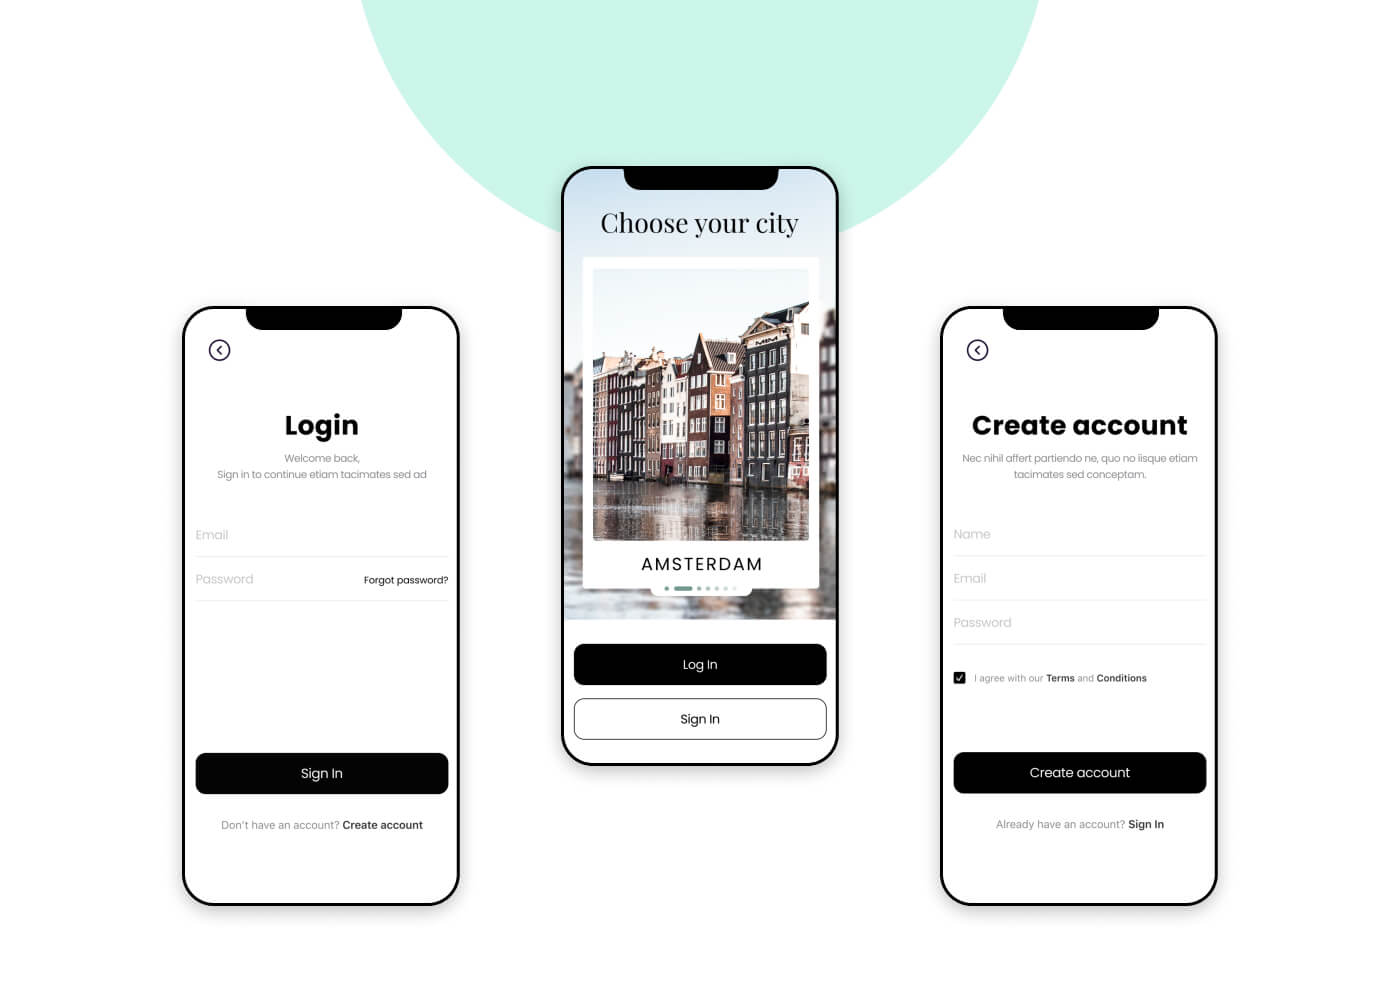 Login
Welcome back,
Sign in to continue etiam tacimates sed ad
Email
Password
Forgot password?
Sign In
Don't have an account? Create account
Choose your city
AMSTERDAM
Log In
Sign In
Create account
Nec nihil affert partiendo ne, quo no iisque etiam
tacimates sed conceptam.
Name
Email
Password
I agree with our Terms and Conditions
Create account
Already have an account? Sign In